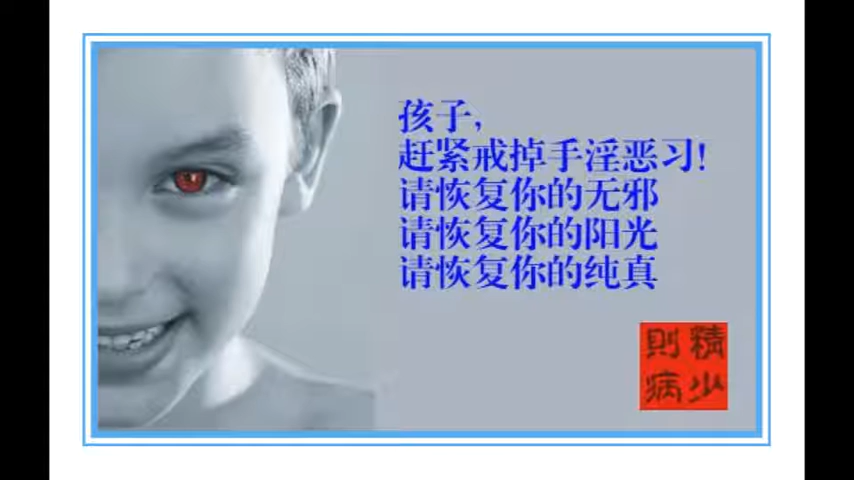 孩子，
赶紧戒掉手淫恶习！
请恢复你的无邪
请恢复你的阳光
请恢复你的纯真
精少
則病